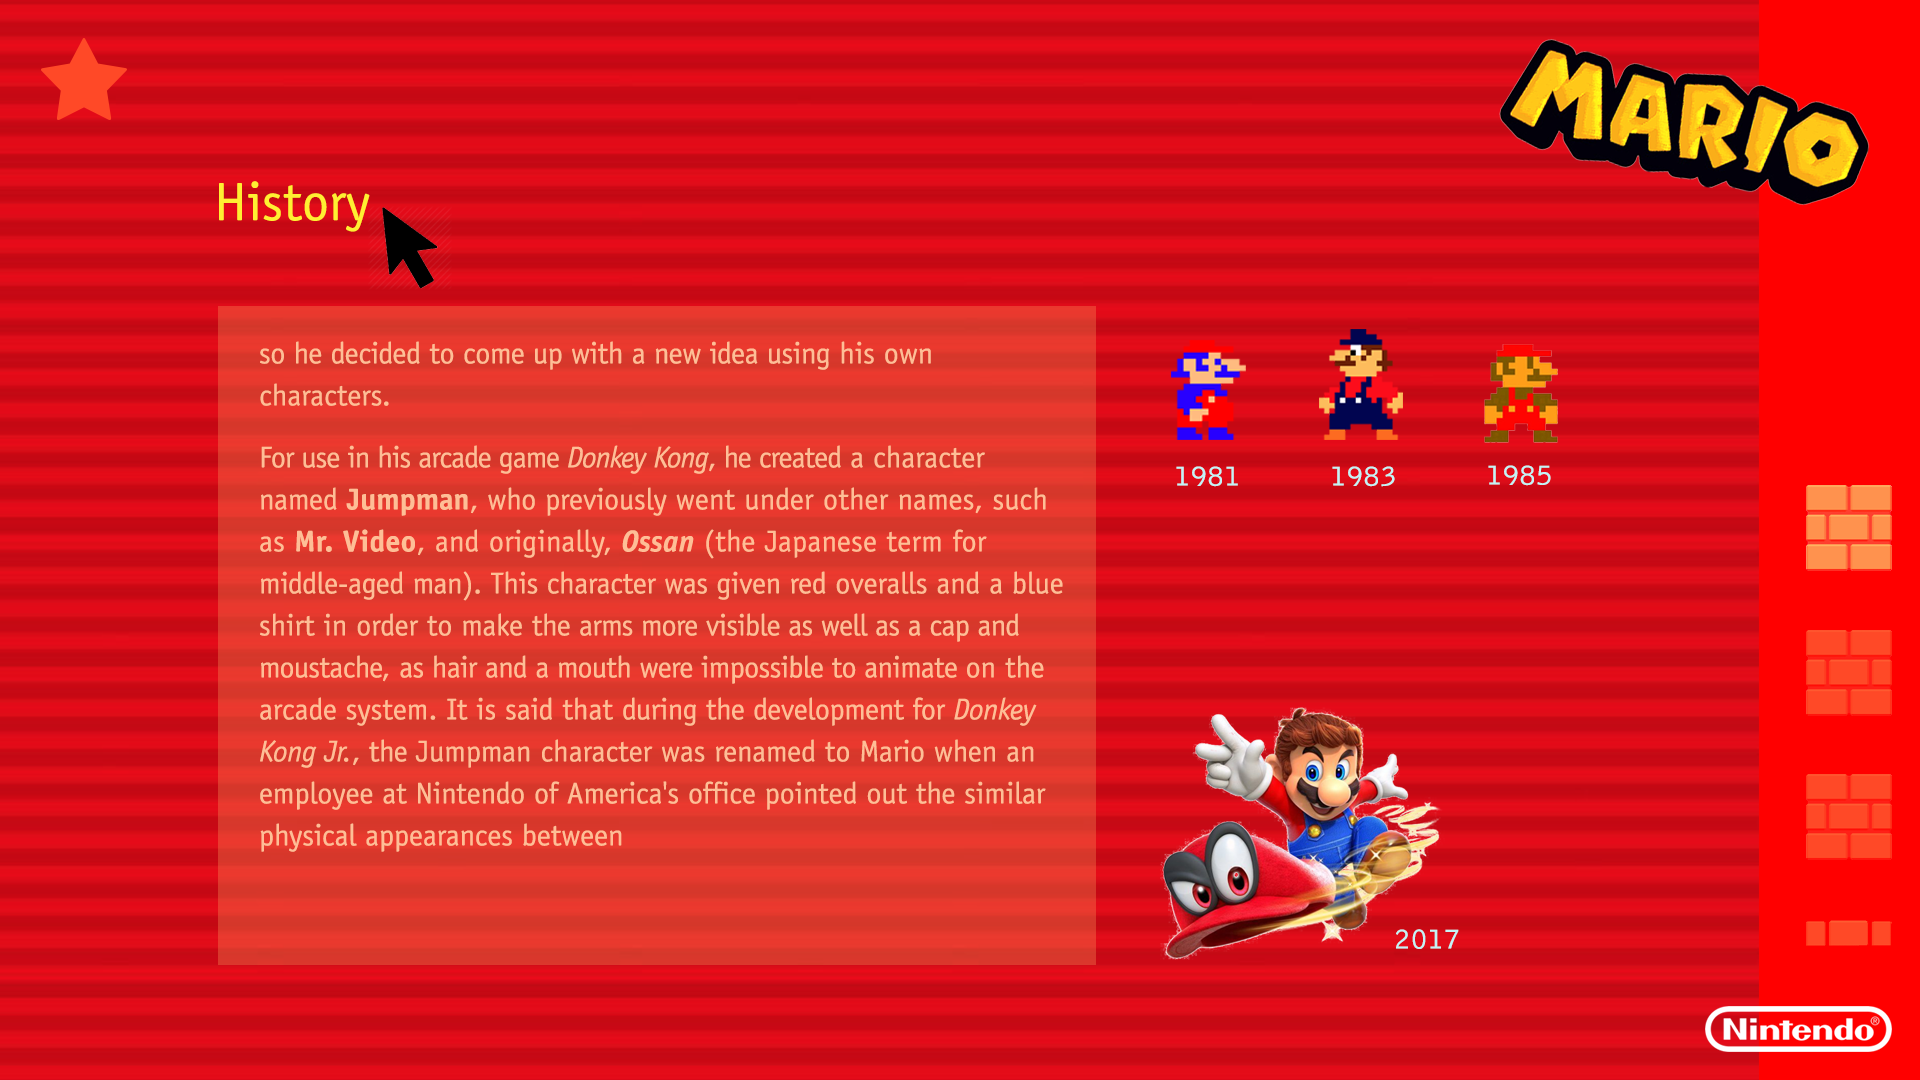 MARIO
History
so he decided to come up with a new idea using his own
characters.
For use in his arcade game Donkey Kong, he created a character
named Jumpman, who previously went under other names, such
as Mr. Video, and originally, Ossan (the Japanese term for
middle-aged man). This character was given red overalls and a blue
shirt in order to make the arms more visible as well as a cap and
moustache, as hair and a mouth were impossible to animate on the
arcade system. It is said that during the development for Donkey
Kong Jr., the Jumpman character was renamed to Mario when an
employee at Nintendo of America's office pointed out the similar
physical appearances between
1981
1983
1985
2017
Nintendo®